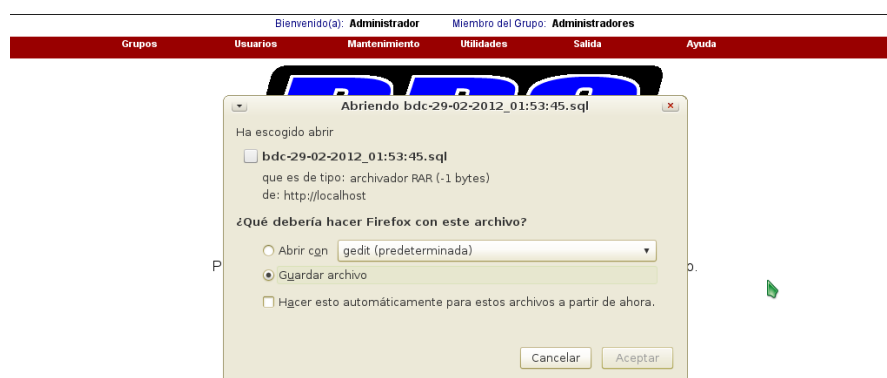 Bienvenido(a): Administrador Miembro del Grupo: Administradores
Grupos Usuarios Mantenimiento Utilidades Salida Ayuda
Abriendo bdc-29-02-2012_01:53:45.sql
Ha escogido abrir
bdc-29-02-2012_01:53:45.sql
que es de tipo: archivador RAR (-1 bytes)
de: http://localhost
¿Qué debería hacer Firefox con este archivo?
Abrir con gedit (predeterminada)
P o.
Guardar archivo
Hacer esto automáticamente para estos archivos a partir de ahora.
Cancelar Aceptar